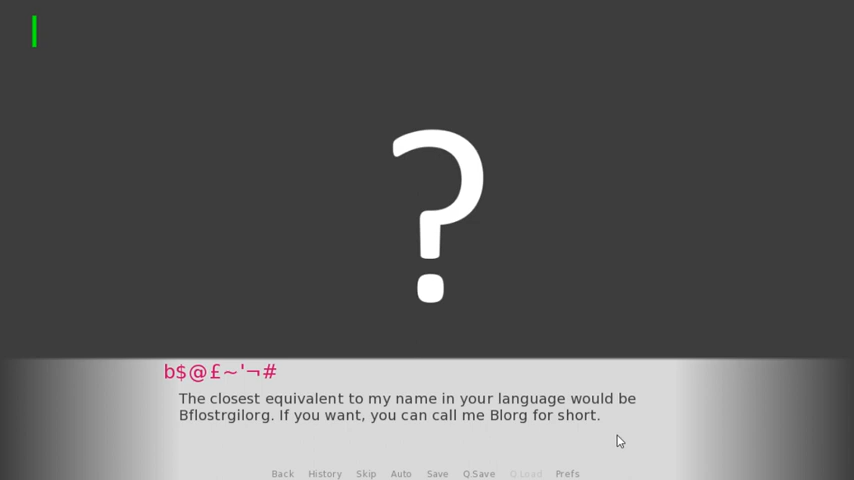 ?
b$@£~'¬#
The closest equivalent to my name in your language would be
Bflostrgilorg. If you want, you can call me Blorg for short.
Back History Skip Auto Save Q.Save Q.Load Prefs